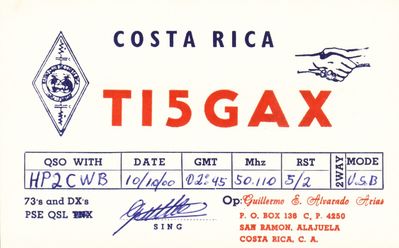 COSTA RICA
TI5GAX
QSO WITH DATE GMT Mhz RST 2WAY MODE
HP2CWB 10/10/00 02:45 50.110 5/2 U.S.B
73's and DX's
PSE QSL TNX
SING
Op: Guillermo E. Alvarado Arias
P. O. BOX 138 C, P. 4250
SAN RAMON, ALAJUELA
COSTA RICA, C. A.